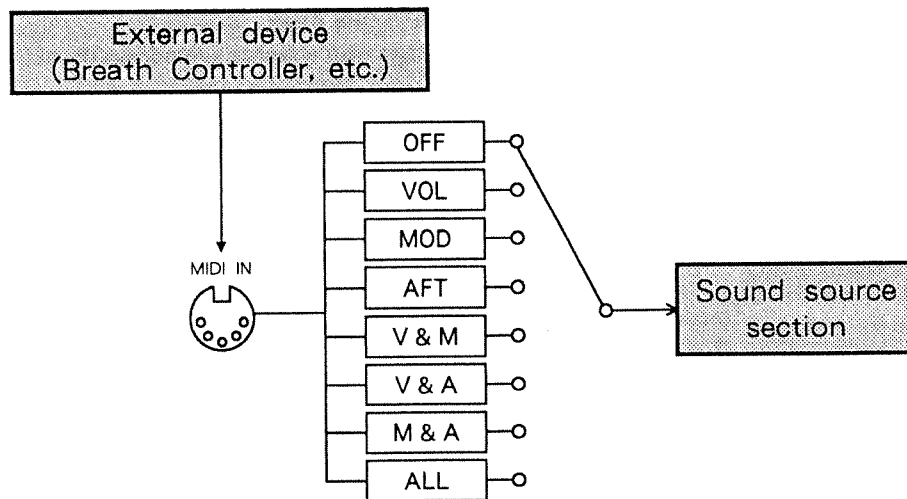 External device
(Breath Controller, etc.)
OFF
VOL
MOD
MIDI IN
AFT
Sound source
section
V & M
V & A
M & A
ALL